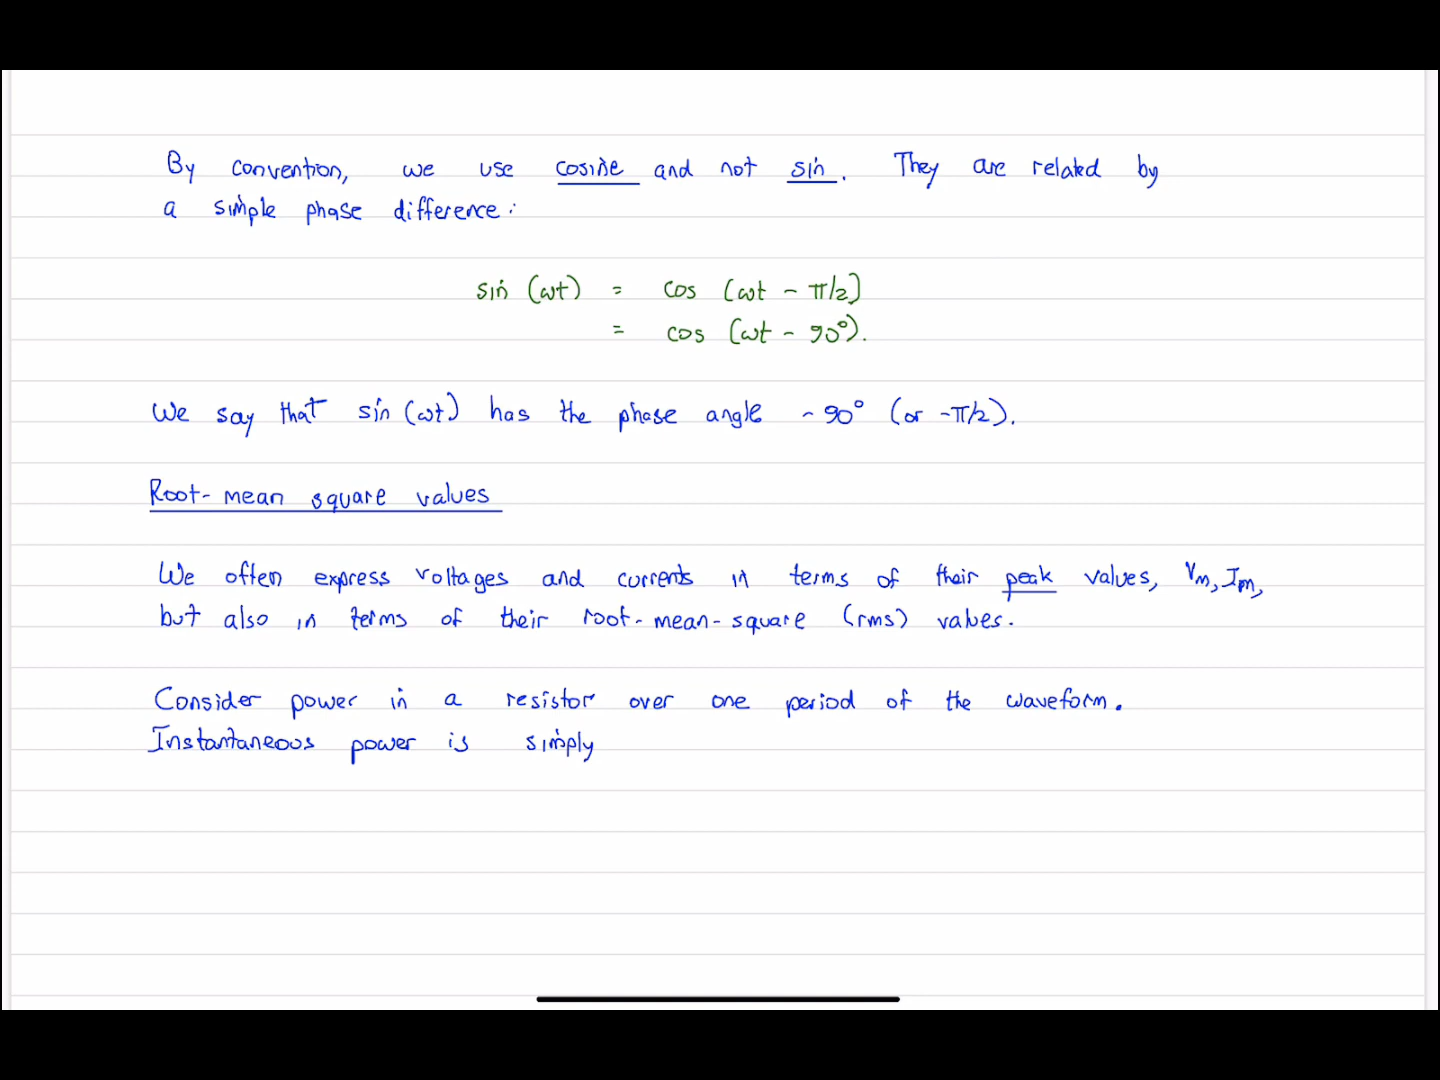 By convention, we use cosine and not sin. They are related by
a simple phase difference:
sin (ωt) = cos (ωt - π/2)
= cos (ωt - 90°).
We say that sin (ωt) has the phase angle -90° (or -π/2).
Root-mean square values
We often express voltages and currents in terms of their peak values, Vm, Im,
but also in terms of their root-mean-square (rms) values.
Consider power in a resistor over one period of the waveform.
Instantaneous power is simply